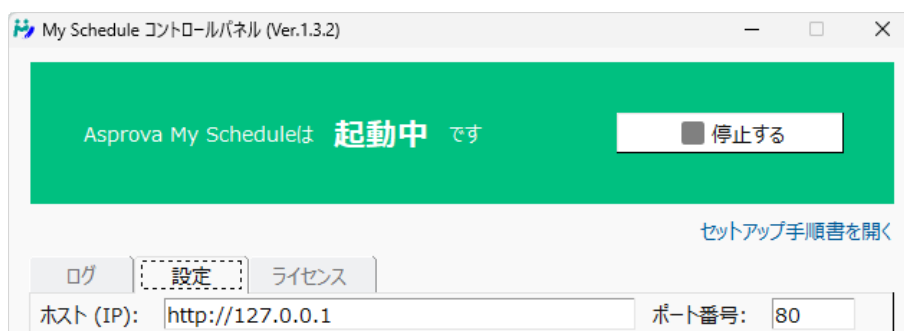 My Schedule コントロールパネル (Ver.1.3.2)
Asprova My Scheduleは 起動中 です 停止する
セットアップ手順書を開く
ログ 設定 ライセンス
ホスト (IP): http://127.0.0.1 ポート番号: 80